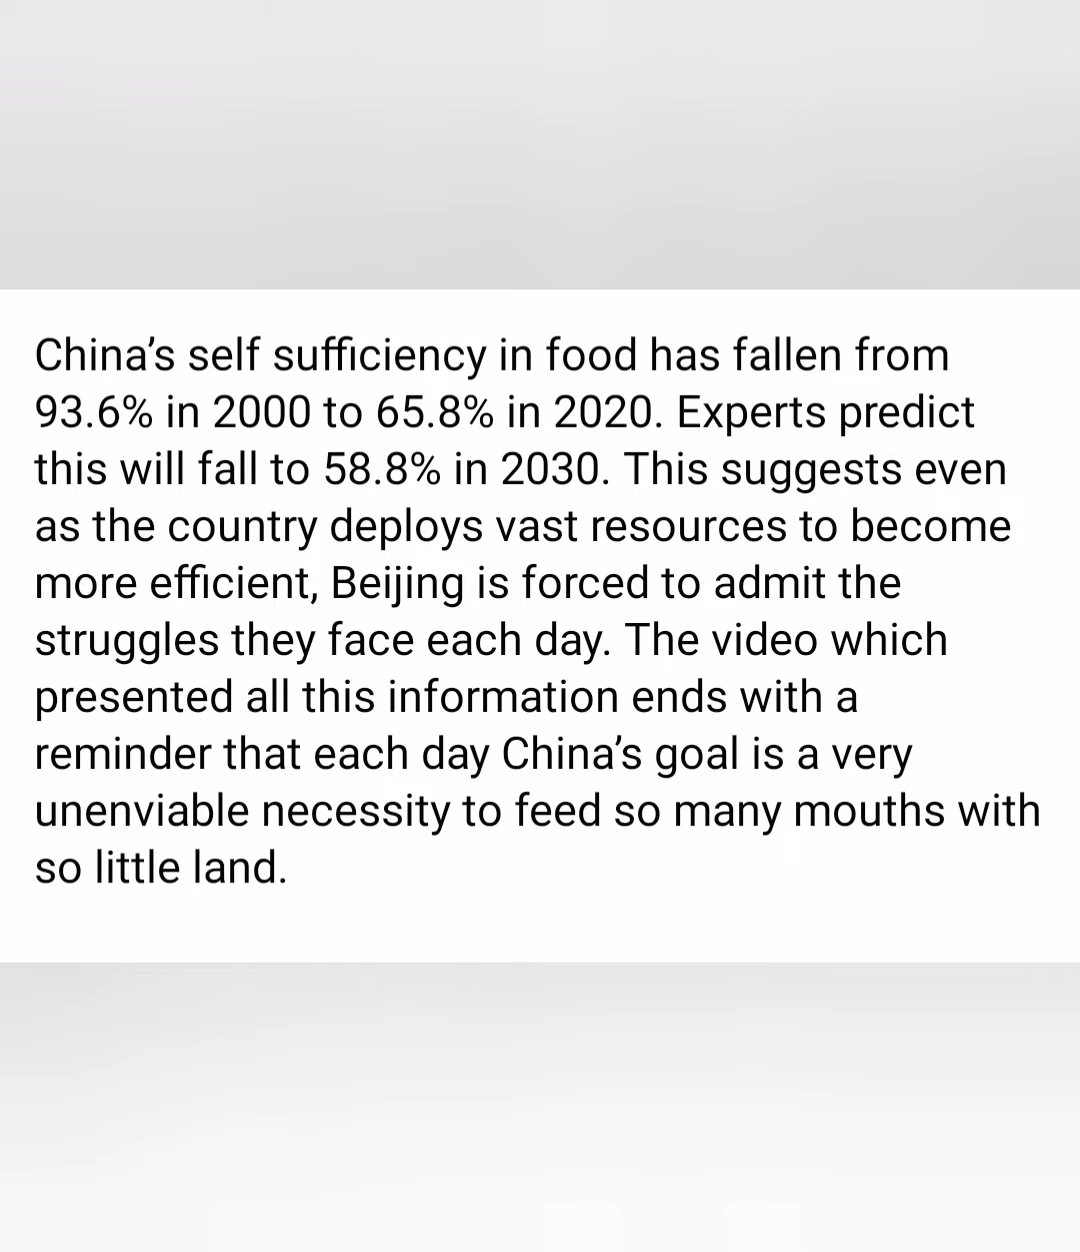 China’s self sufficiency in food has fallen from
93.6% in 2000 to 65.8% in 2020. Experts predict
this will fall to 58.8% in 2030. This suggests even
as the country deploys vast resources to become
more efficient, Beijing is forced to admit the
struggles they face each day. The video which
presented all this information ends with a
reminder that each day China’s goal is a very
unenviable necessity to feed so many mouths with
so little land.